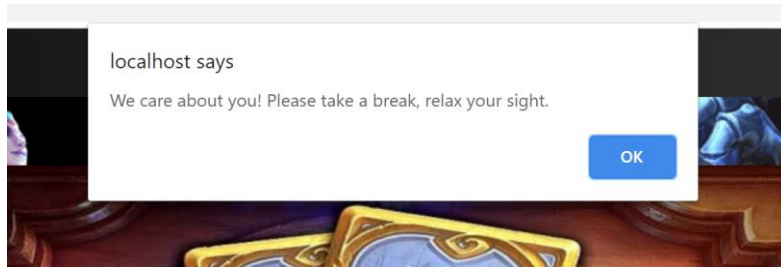 localhost says
We care about you! Please take a break, relax your sight.
OK